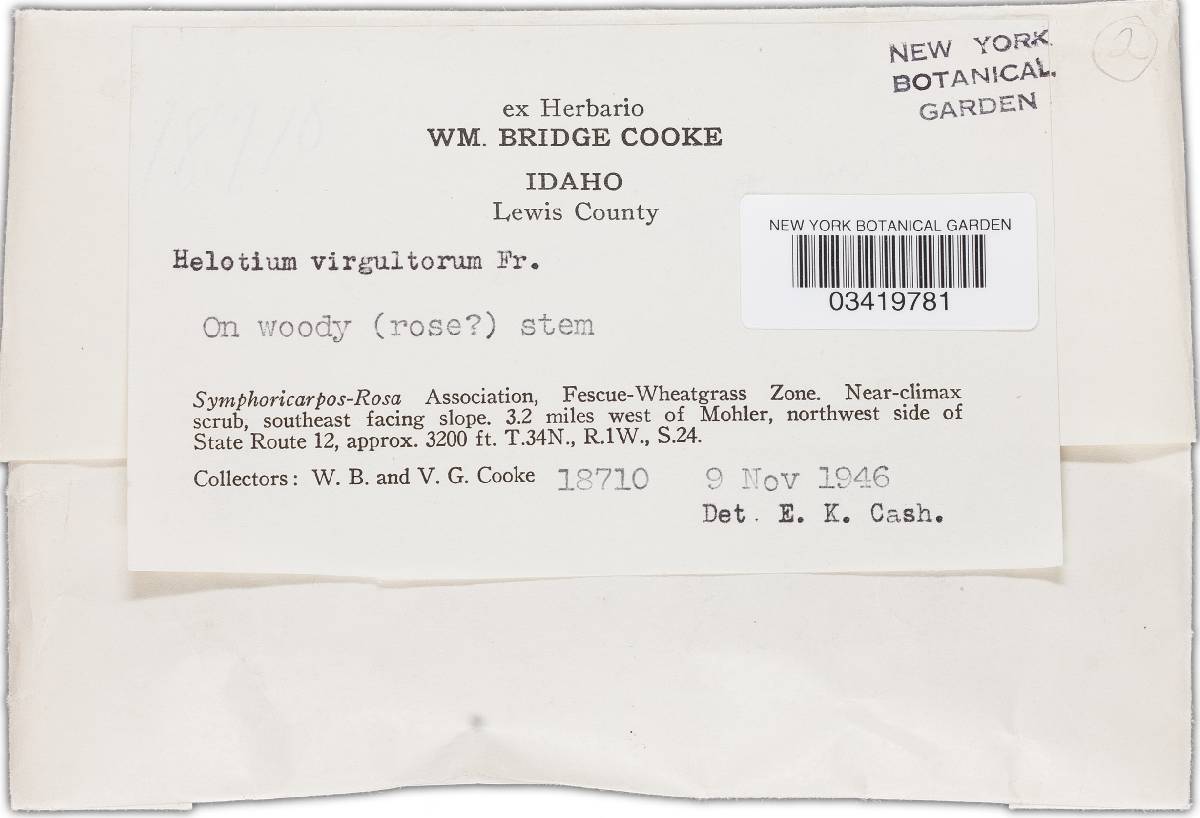 NEW YORK
BOTANICAL
GARDEN
2
ex Herbario
WM. BRIDGE COOKE
IDAHO
Lewis County
NEW YORK BOTANICAL GARDEN
03419781
Helotium virgultorum Fr.
On woody (rose?) stem
Symphoricarpos-Rosa Association, Fescue-Wheatgrass Zone. Near-climax
scrub, southeast facing slope. 3.2 miles west of Mohler, northwest side of
State Route 12, approx. 3200 ft. T.34N., R.1W., S.24.
Collectors: W. B. and V. G. Cooke 18710 9 Nov 1946
Det. E. K. Cash.